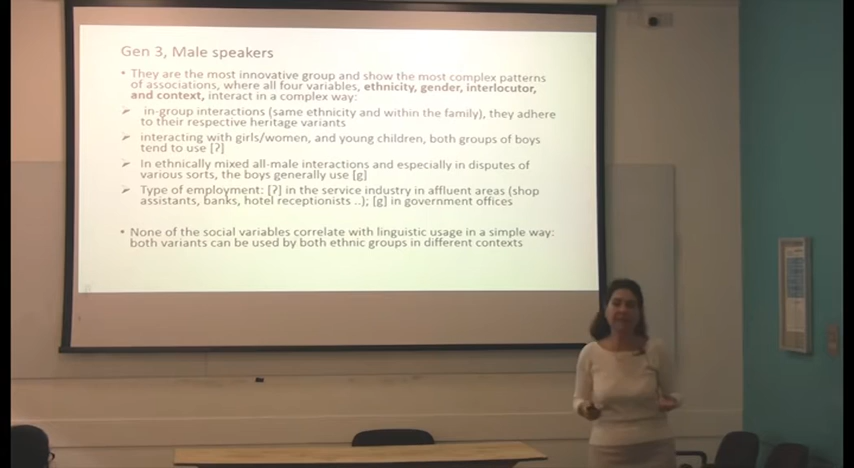 Gen 3, Male speakers
• They are the most innovative group and show the most complex patterns
of associations, where all four variables, ethnicity, gender, interlocutor,
and context, interact in a complex way:
➢ in-group interactions (same ethnicity and within the family), they adhere
to their respective heritage variants
➢ interacting with girls/women, and young children, both groups of boys
tend to use [ʔ]
➢ In ethnically mixed all-male interactions and especially in disputes of
various sorts, the boys generally use [g]
➢ Type of employment: [ʔ] in the service industry in affluent areas (shop
assistants, banks, hotel receptionists ..); [g] in government offices
• None of the social variables correlate with linguistic usage in a simple way:
both variants can be used by both ethnic groups in different contexts